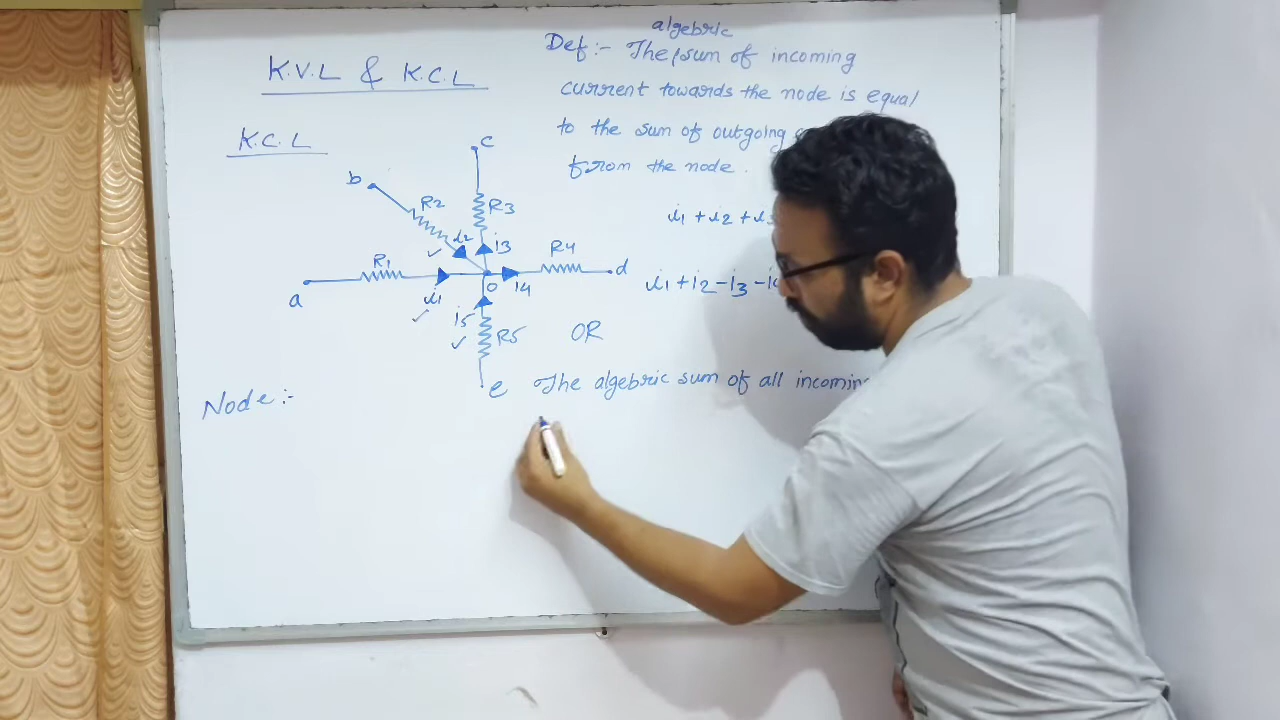 K.V.L & K.C.L
K.C.L
algebric
Def:- The sum of incoming
current towards the node is equal
to the sum of outgoing
from the node.
c
b
R2
R3
i2
i3
R1
R4
d
a
i1
o
i4
i5
R5
e
i1 + i2 + i3
i1 + i2 - i3 - i4
OR
The algebric sum of all incoming
Node:-